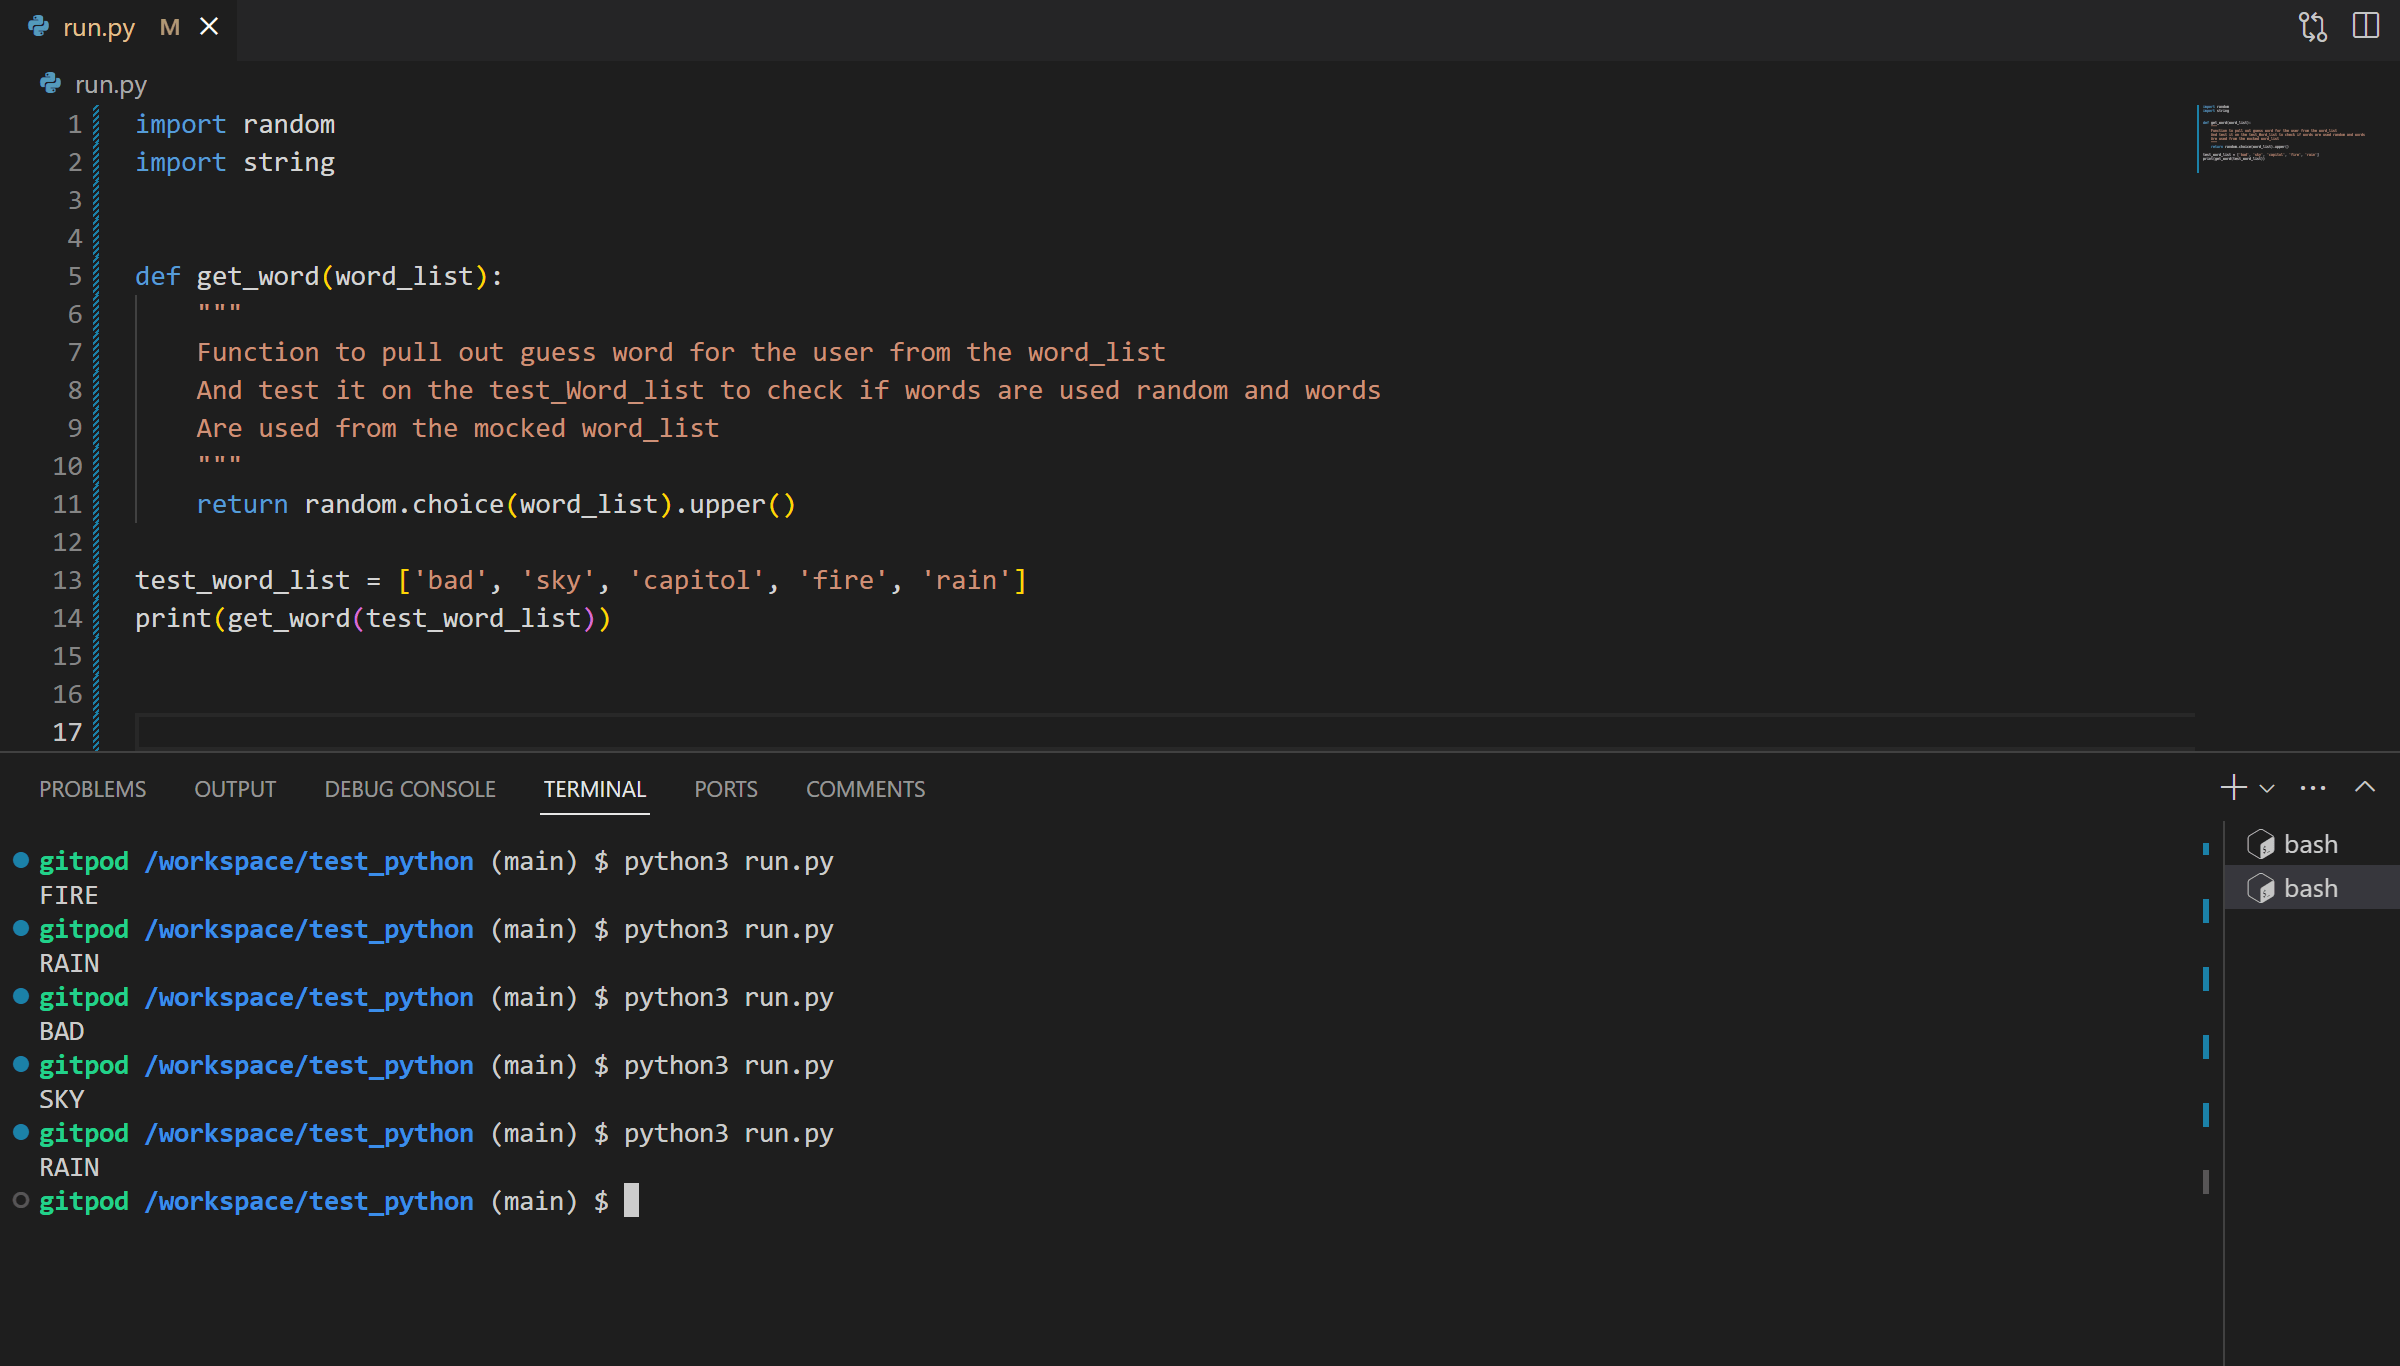 run.py M
run.py
1 import random
2 import string
3
4
5 def get_word(word_list):
6 """
7 Function to pull out guess word for the user from the word_list
8 And test it on the test_Word_list to check if words are used random and words
9 Are used from the mocked word_list
10 """
11 return random.choice(word_list).upper()
12
13 test_word_list = ['bad', 'sky', 'capitol', 'fire', 'rain']
14 print(get_word(test_word_list))
15
16
17
PROBLEMS OUTPUT DEBUG CONSOLE TERMINAL PORTS COMMENTS
gitpod /workspace/test_python (main) $ python3 run.py
FIRE
gitpod /workspace/test_python (main) $ python3 run.py
RAIN
gitpod /workspace/test_python (main) $ python3 run.py
BAD
gitpod /workspace/test_python (main) $ python3 run.py
SKY
gitpod /workspace/test_python (main) $ python3 run.py
RAIN
gitpod /workspace/test_python (main) $
bash
bash